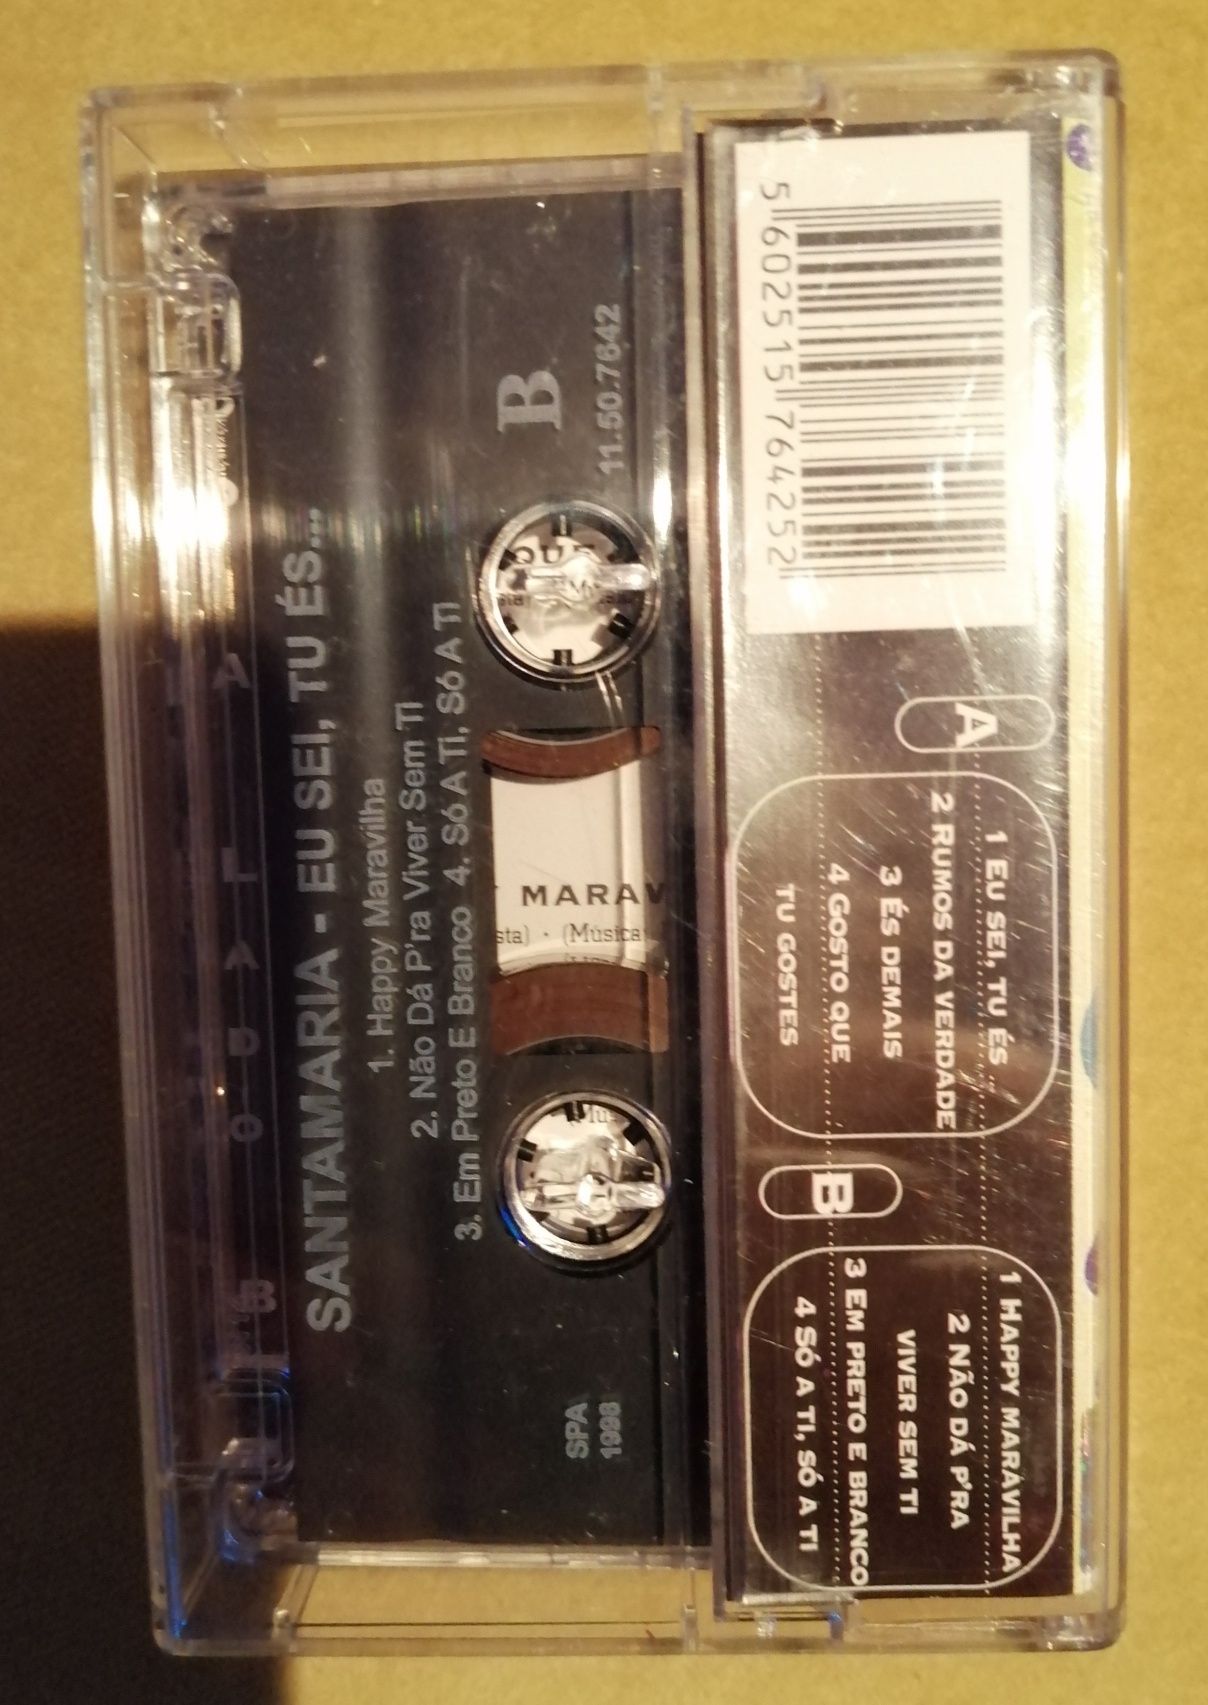 SANTAMARIA - EU SEI, TU ÉS...
1. Happy Maravilha
2. Não Dá P'ra Viver Sem Ti
3. Em Preto E Branco 4. Só A Ti, Só A Ti
B
11.50.7642
SPA
1998
QUE
MARAV
sta) · (Música
5 602515 764252
A
1 EU SEI, TU ÉS...
2 RUMOS DA VERDADE
3 ÉS DEMAIS
4 GOSTO QUE
TU GOSTES
B
1 HAPPY MARAVILHA
2 NÃO DÁ P'RA
VIVER SEM TI
3 EM PRETO E BRANCO
4 SÓ A TI, SÓ A TI